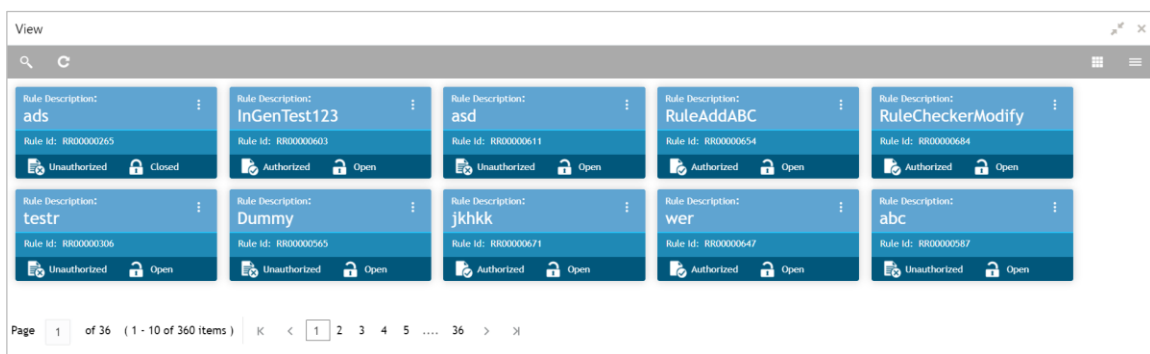 View
Rule Description:
ads
Rule Id: RR00000265
Unauthorized Closed
Rule Description:
InGenTest123
Rule Id: RR00000603
Authorized Open
Rule Description:
asd
Rule Id: RR00000611
Unauthorized Open
Rule Description:
RuleAddABC
Rule Id: RR00000654
Authorized Open
Rule Description:
RuleCheckerModify
Rule Id: RR00000684
Authorized Open
Rule Description:
testr
Rule Id: RR00000306
Unauthorized Open
Rule Description:
Dummy
Rule Id: RR00000565
Unauthorized Open
Rule Description:
jkhkk
Rule Id: RR00000671
Authorized Open
Rule Description:
wer
Rule Id: RR00000647
Authorized Open
Rule Description:
abc
Rule Id: RR00000587
Unauthorized Open
Page 1 of 36 ( 1 - 10 of 360 items ) 1 2 3 4 5 .... 36